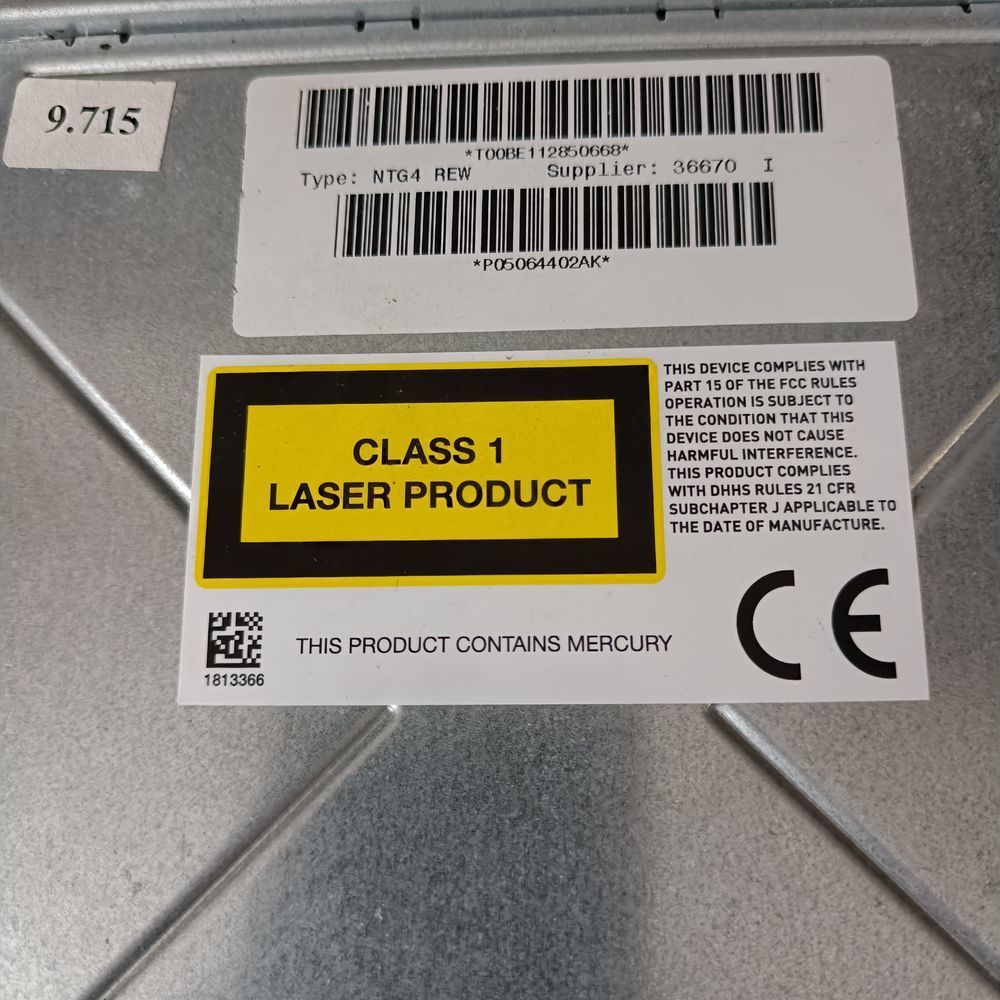 9.715
*T00BE112850668*
Type: NTG4 REW Supplier: 36670 I
*P05064402AK*
CLASS 1
LASER PRODUCT
THIS DEVICE COMPLIES WITH
PART 15 OF THE FCC RULES
OPERATION IS SUBJECT TO
THE CONDITION THAT THIS
DEVICE DOES NOT CAUSE
HARMFUL INTERFERENCE.
THIS PRODUCT COMPLIES
WITH DHHS RULES 21 CFR
SUBCHAPTER J APPLICABLE TO
THE DATE OF MANUFACTURE.
THIS PRODUCT CONTAINS MERCURY
1813366
CE